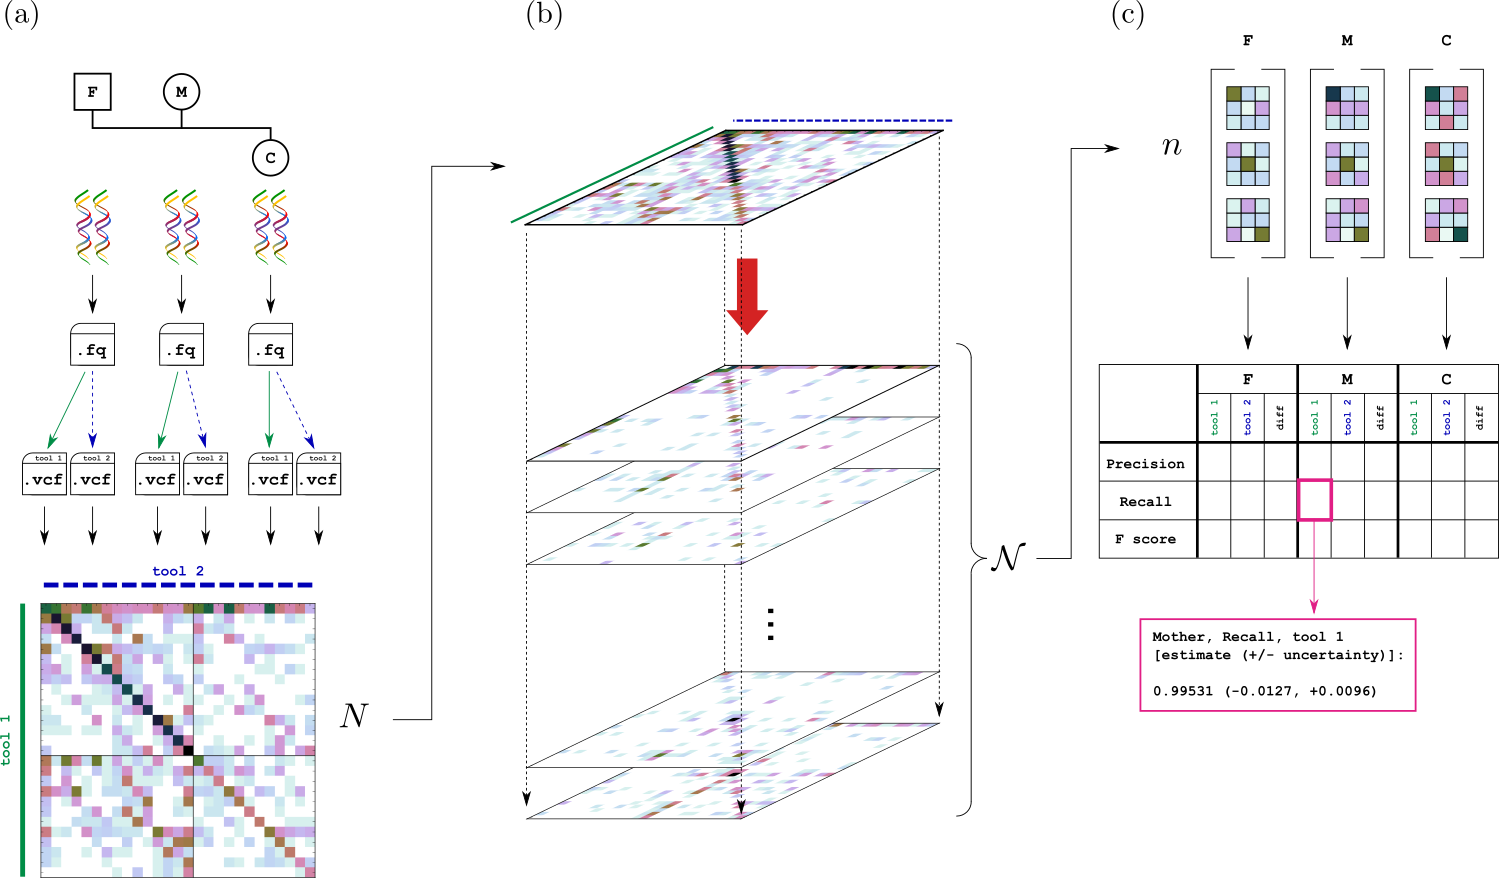 (a)
F
M
C
.fq
.fq
.fq
tool 1
tool 2
tool 1
tool 2
tool 1
tool 2
.vcf
.vcf
.vcf
.vcf
.vcf
.vcf
tool 2
tool 1
N
(b)
⋮
𝒩
(c)
F
M
C
n
F
M
C
tool 1
tool 2
diff
tool 1
tool 2
diff
tool 1
tool 2
diff
Precision
Recall
F score
Mother, Recall, tool 1
[estimate (+/- uncertainty)]:
0.99531 (-0.0127, +0.0096)